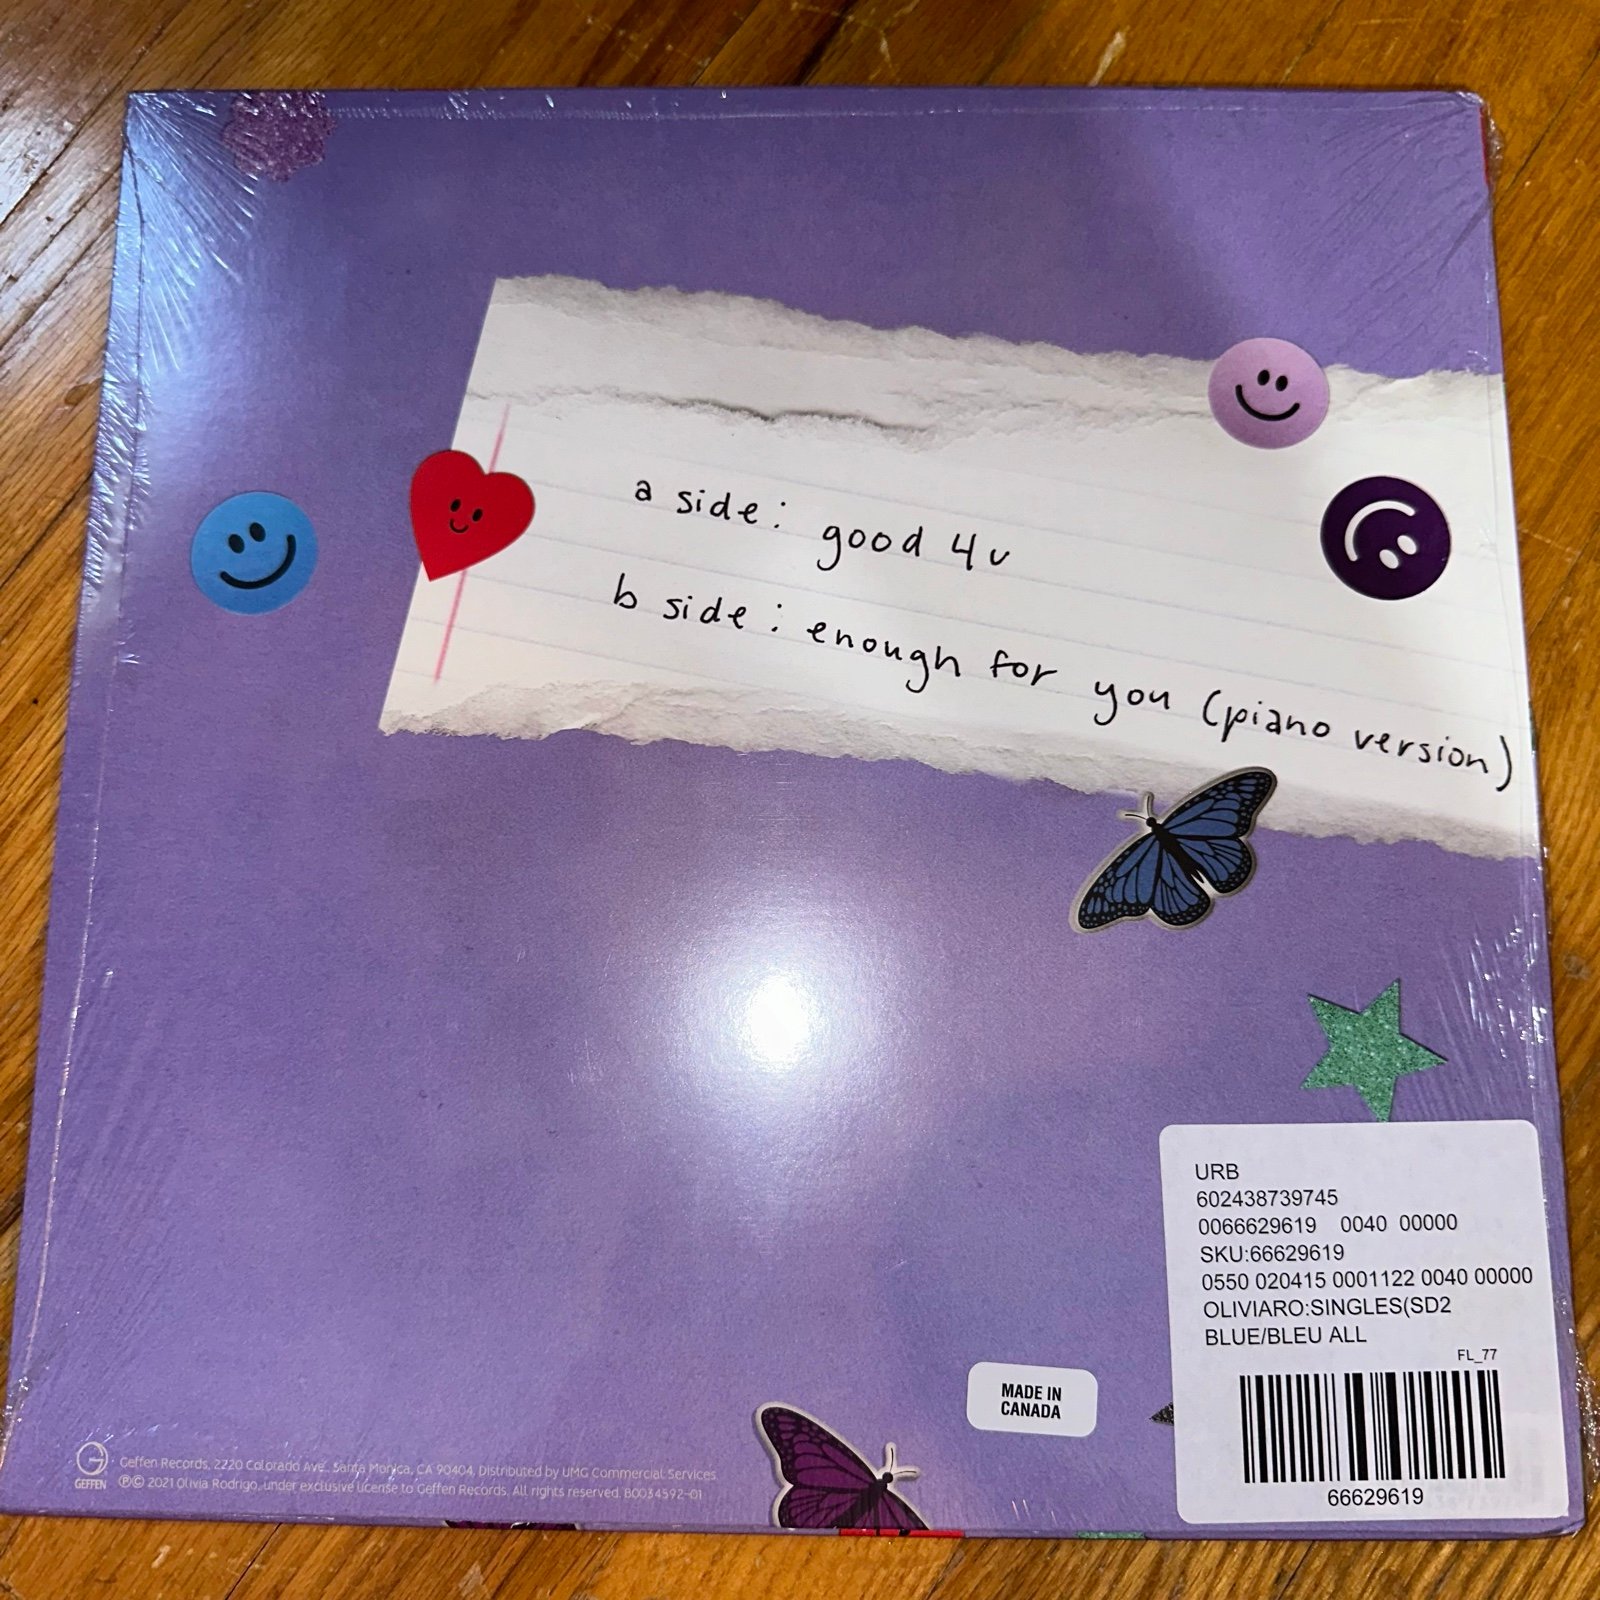 a side: good 4 u
b side: enough for you (piano version)
URB
602438739745
0066629619 0040 00000
SKU:66629619
0550 020415 0001122 0040 00000
OLIVIARO:SINGLES(SD2
BLUE/BLEU ALL
FL_77
66629619
MADE IN
CANADA
GEFFEN
Geffen Records, 2220 Colorado Ave., Santa Monica, CA 90404, Distributed by UMG Commercial Services
℗© 2021 Olivia Rodrigo, under exclusive license to Geffen Records. All rights reserved. B0034592-01